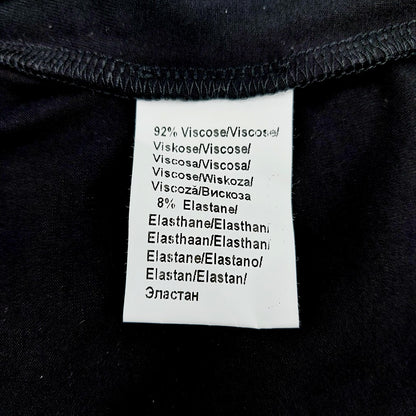 92% Viscose/Viscose/
Viskose/Viscose/
Viscosa/Viscosa/
Viscose/Wiskoza/
Viscoză/Вискоза
8% Elastane/
Elasthane/Elasthan/
Elasthaan/Elasthan/
Elastane/Elastano/
Elastan/Elastan/
Эластан